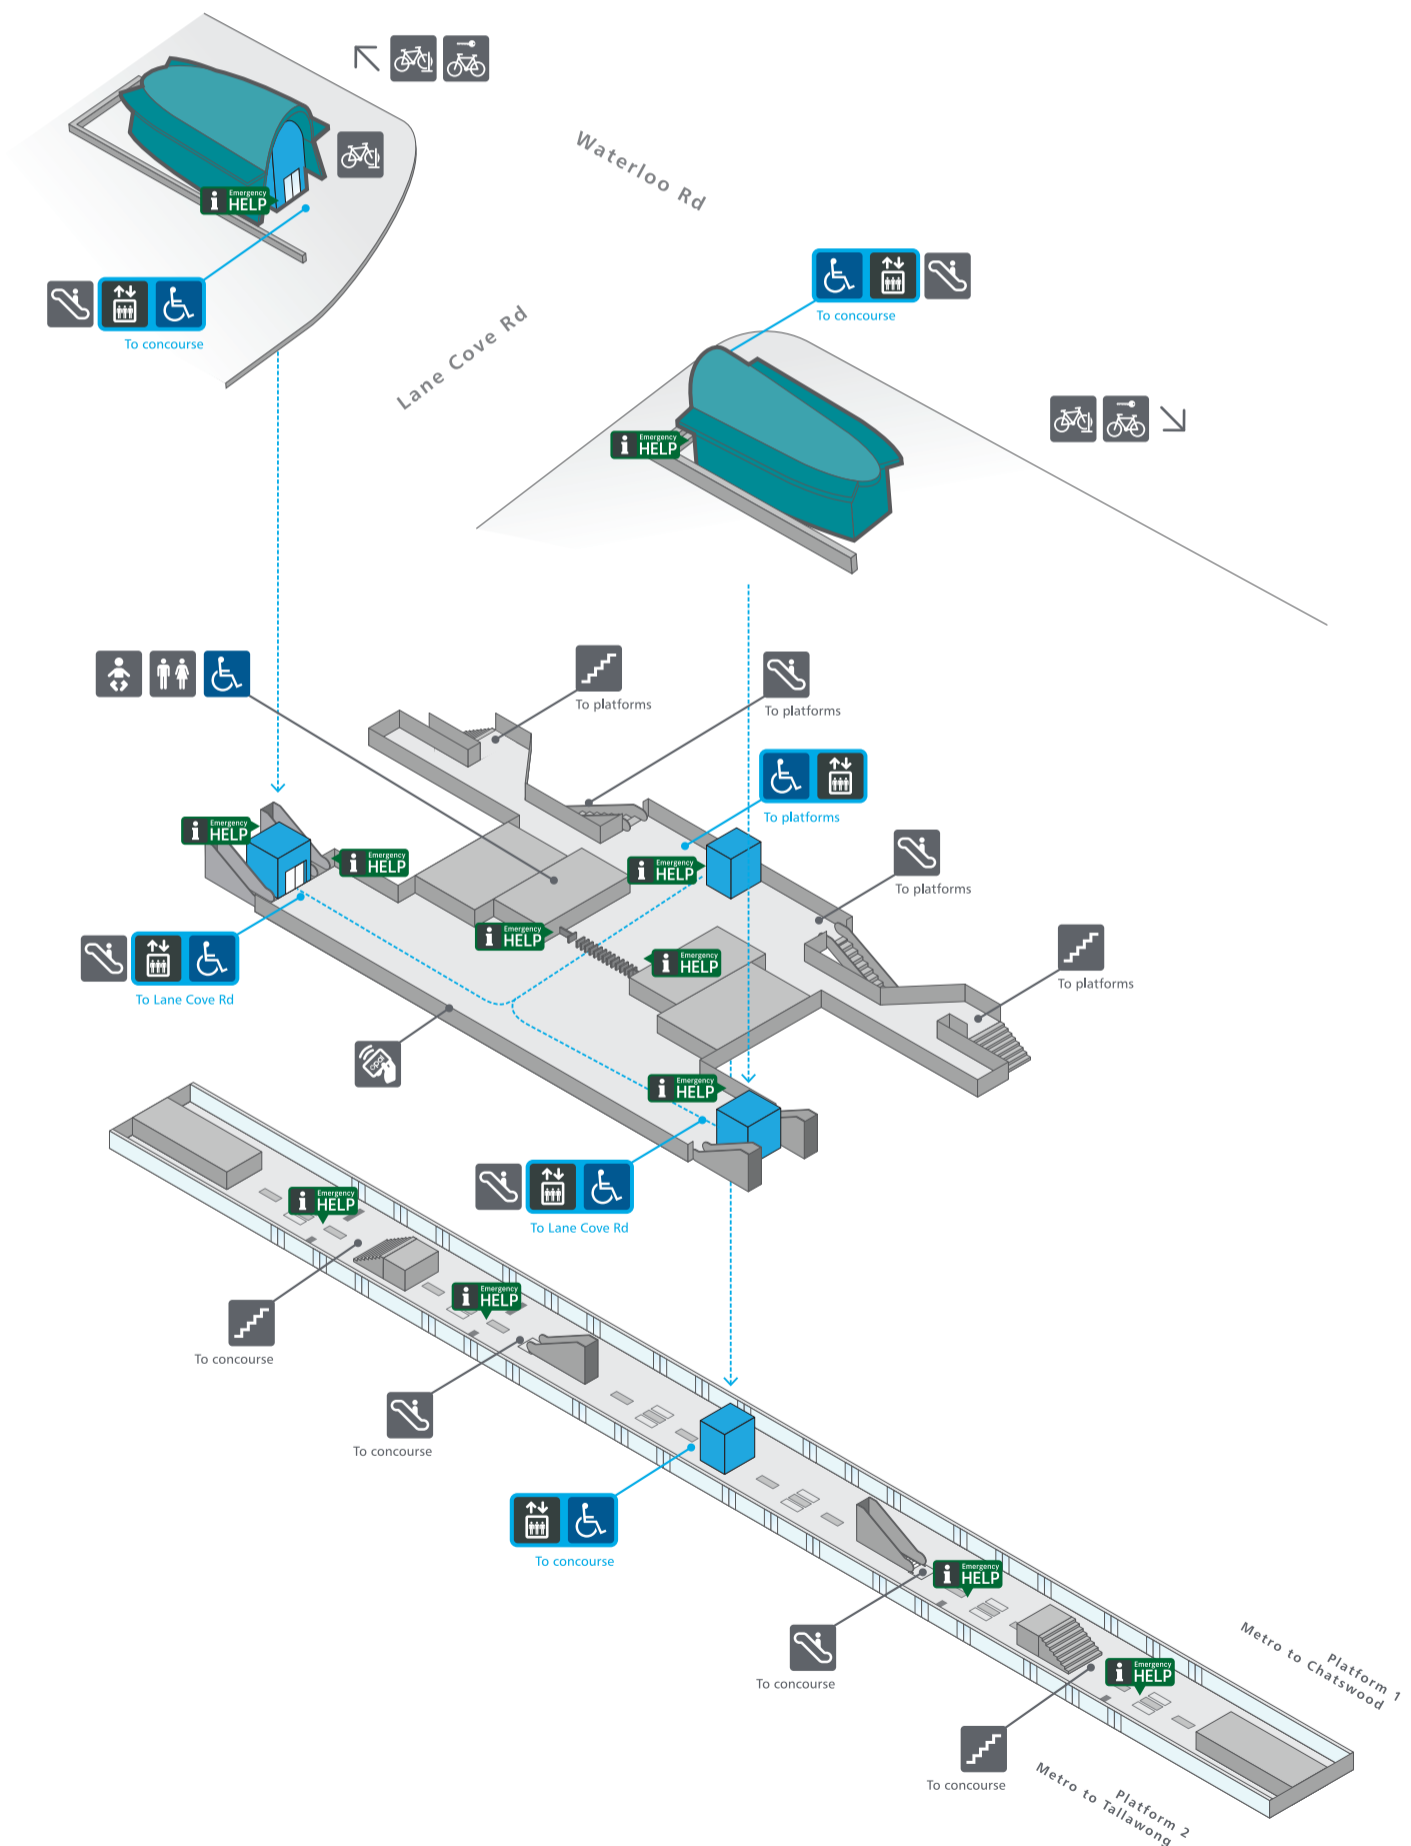 Waterloo Rd
i Emergency HELP
To concourse
Lane Cove Rd
To concourse
i Emergency HELP
To platforms
To platforms
To platforms
i Emergency HELP
i Emergency HELP
i Emergency HELP
To platforms
i Emergency HELP
i Emergency HELP
To platforms
To Lane Cove Rd
opal
i Emergency HELP
To Lane Cove Rd
i Emergency HELP
i Emergency HELP
To concourse
To concourse
To concourse
i Emergency HELP
i Emergency HELP
To concourse
To concourse
Platform 1
Metro to Chatswood
Platform 2
Metro to Tallawong